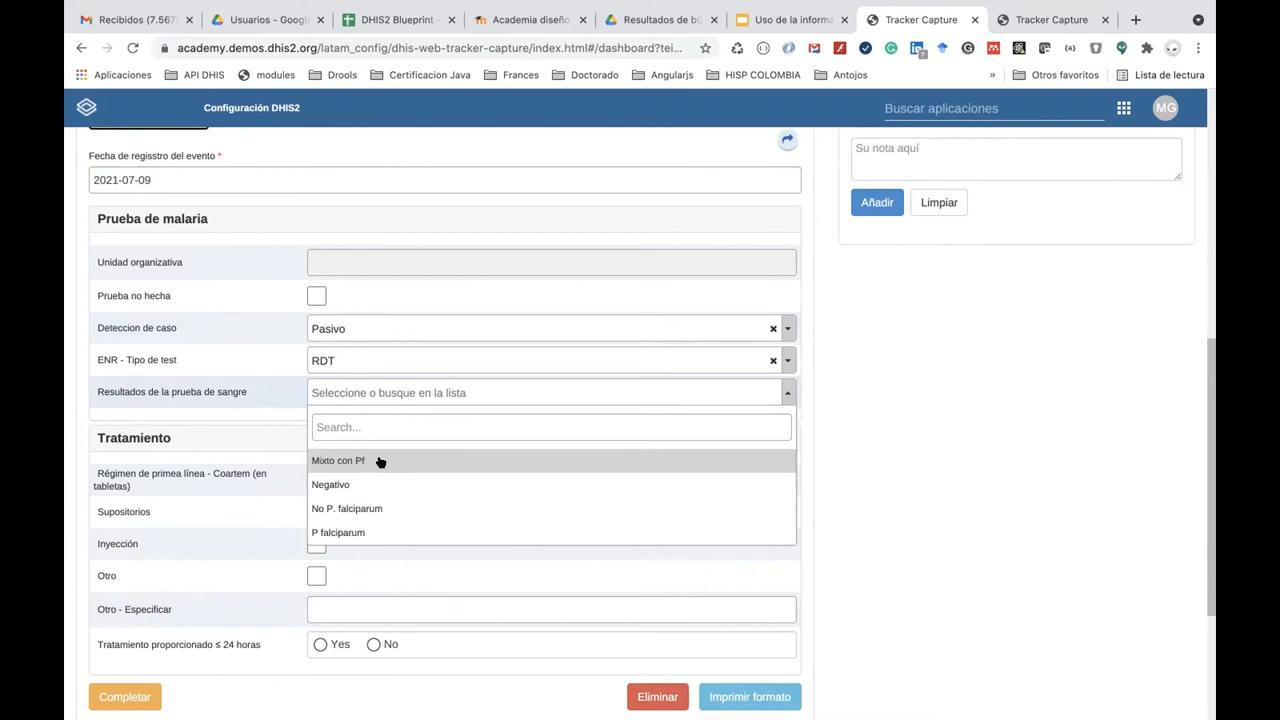 Recibidos (7.567)
Usuarios - Google
DHIS2 Blueprint -
Academia diseño
Resultados de bú
Uso de la informa
Tracker Capture
Tracker Capture
academy.demos.dhis2.org/latam_config/dhis-web-tracker-capture/index.html#/dashboard?tei...
Aplicaciones
API DHIS
modules
Drools
Certificacion Java
Frances
Doctorado
Angularjs
HISP COLOMBIA
Antojos
»
Otros favoritos
Lista de lectura
Configuración DHIS2
Buscar aplicaciones
MG
Fecha de regisstro del evento *
2021-07-09
Prueba de malaria
Unidad organizativa
Prueba no hecha
Deteccion de caso
Pasivo
ENR - Tipo de test
RDT
Resultados de la prueba de sangre
Seleccione o busque en la lista
Search...
Mixto con Pf
Negativo
No P. falciparum
P falciparum
Tratamiento
Régimen de primea línea - Coartem (en
tabletas)
Supositorios
Inyección
Otro
Otro - Especificar
Tratamiento proporcionado ≤ 24 horas
Yes
No
Completar
Eliminar
Imprimir formato
Su nota aquí
Añadir
Limpiar